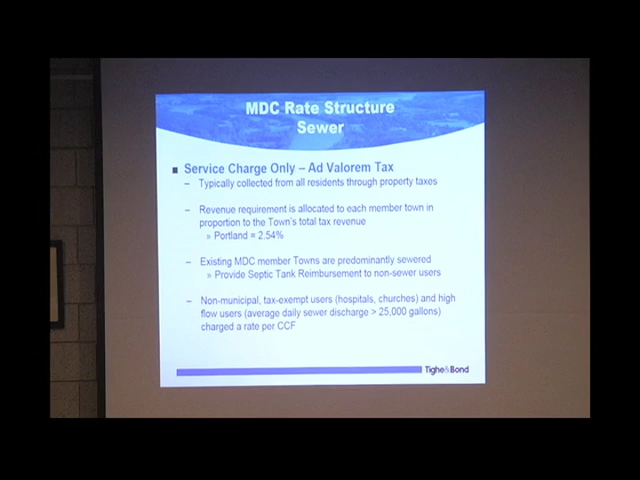 MDC Rate Structure
Sewer
■ Service Charge Only – Ad Valorem Tax
– Typically collected from all residents through property taxes
– Revenue requirement is allocated to each member town in
proportion to the Town's total tax revenue
» Portland = 2.54%
– Existing MDC member Towns are predominantly sewered
» Provide Septic Tank Reimbursement to non-sewer users
– Non-municipal, tax-exempt users (hospitals, churches) and high
flow users (average daily sewer discharge > 25,000 gallons)
charged a rate per CCF
Tighe&Bond